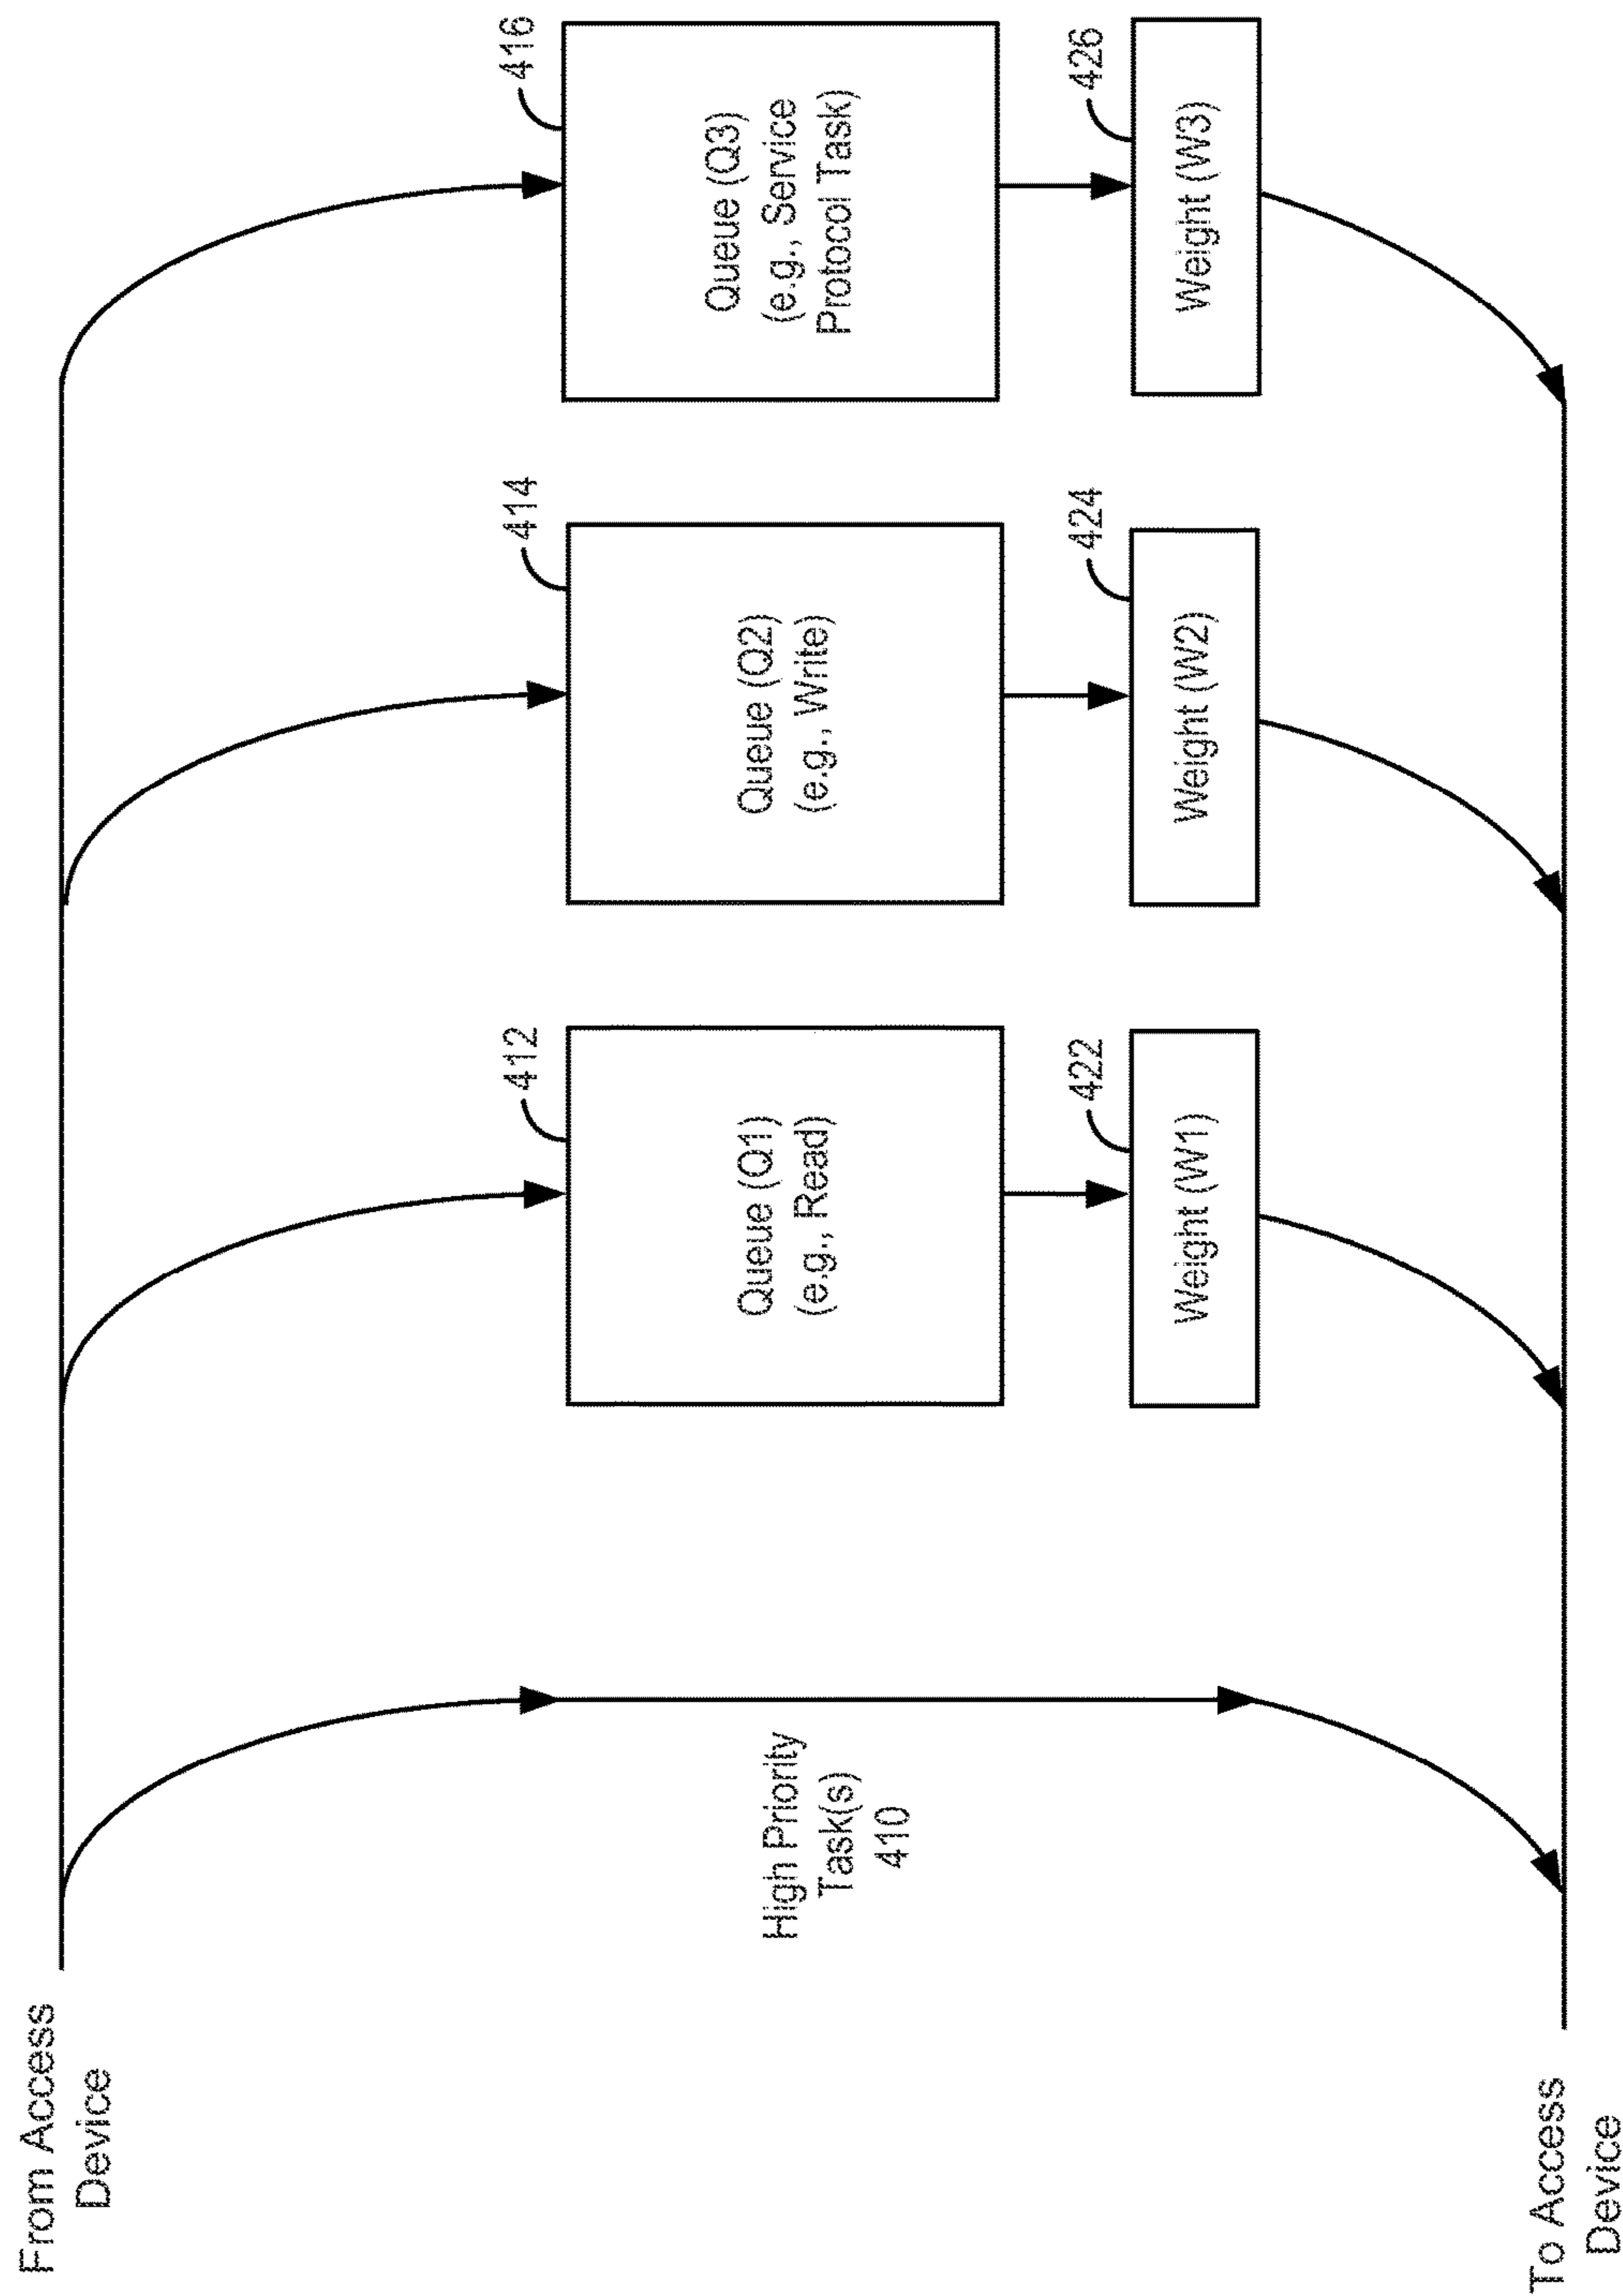 From Access
Device
High Priority
Task(s)
410
412
Queue (Q1)
(e.g., Read)
422
Weight (W1)
414
Queue (Q2)
(e.g., Write)
424
Weight (W2)
416
Queue (Q3)
(e.g., Service
Protocol Task)
426
Weight (W3)
To Access
Device